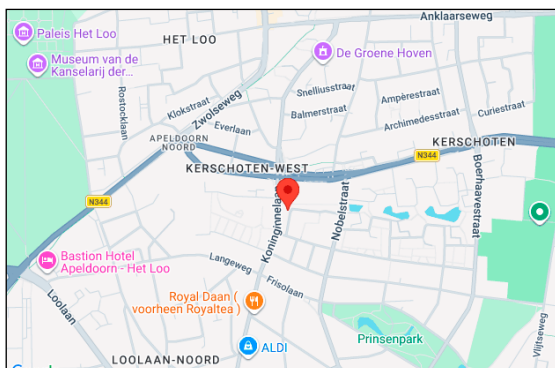 Anklaarseweg
Paleis Het Loo
HET LOO
De Groene Hoven
Museum van de
Kanselarij der...
Snelliusstraat
Ampèrestraat
Rostocklaan
Klokstraat
Zwolseweg
Balmerstraat
Archimedesstraat
Curiestraat
Everlaan
APELDOORN
NOORD
KERSCHOTEN
N344
KERSCHOTEN-WEST
Boerhaavestraat
Koninginnelaan
Nobelstraat
N344
Bastion Hotel
Apeldoorn - Het Loo
Langeweg
Frisolaan
Loolaan
Royal Daan (
voorheen Royaltea )
Vlijtseweg
Prinsenpark
ALDI
LOOLAAN-NOORD